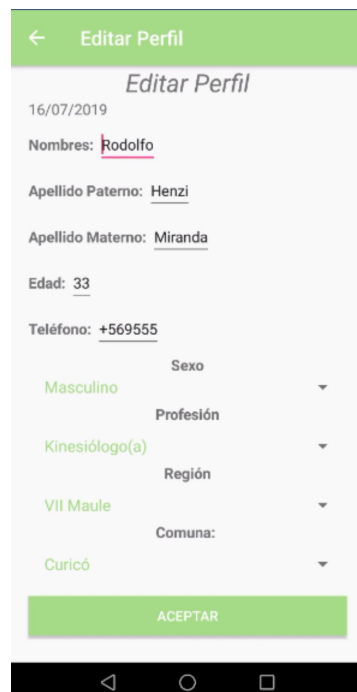 Editar Perfil
Editar Perfil
16/07/2019
Nombres: Rodolfo
Apellido Paterno: Henzi
Apellido Materno: Miranda
Edad: 33
Teléfono: +569555
Sexo
Masculino
Profesión
Kinesiólogo(a)
Región
VII Maule
Comuna:
Curicó
ACEPTAR